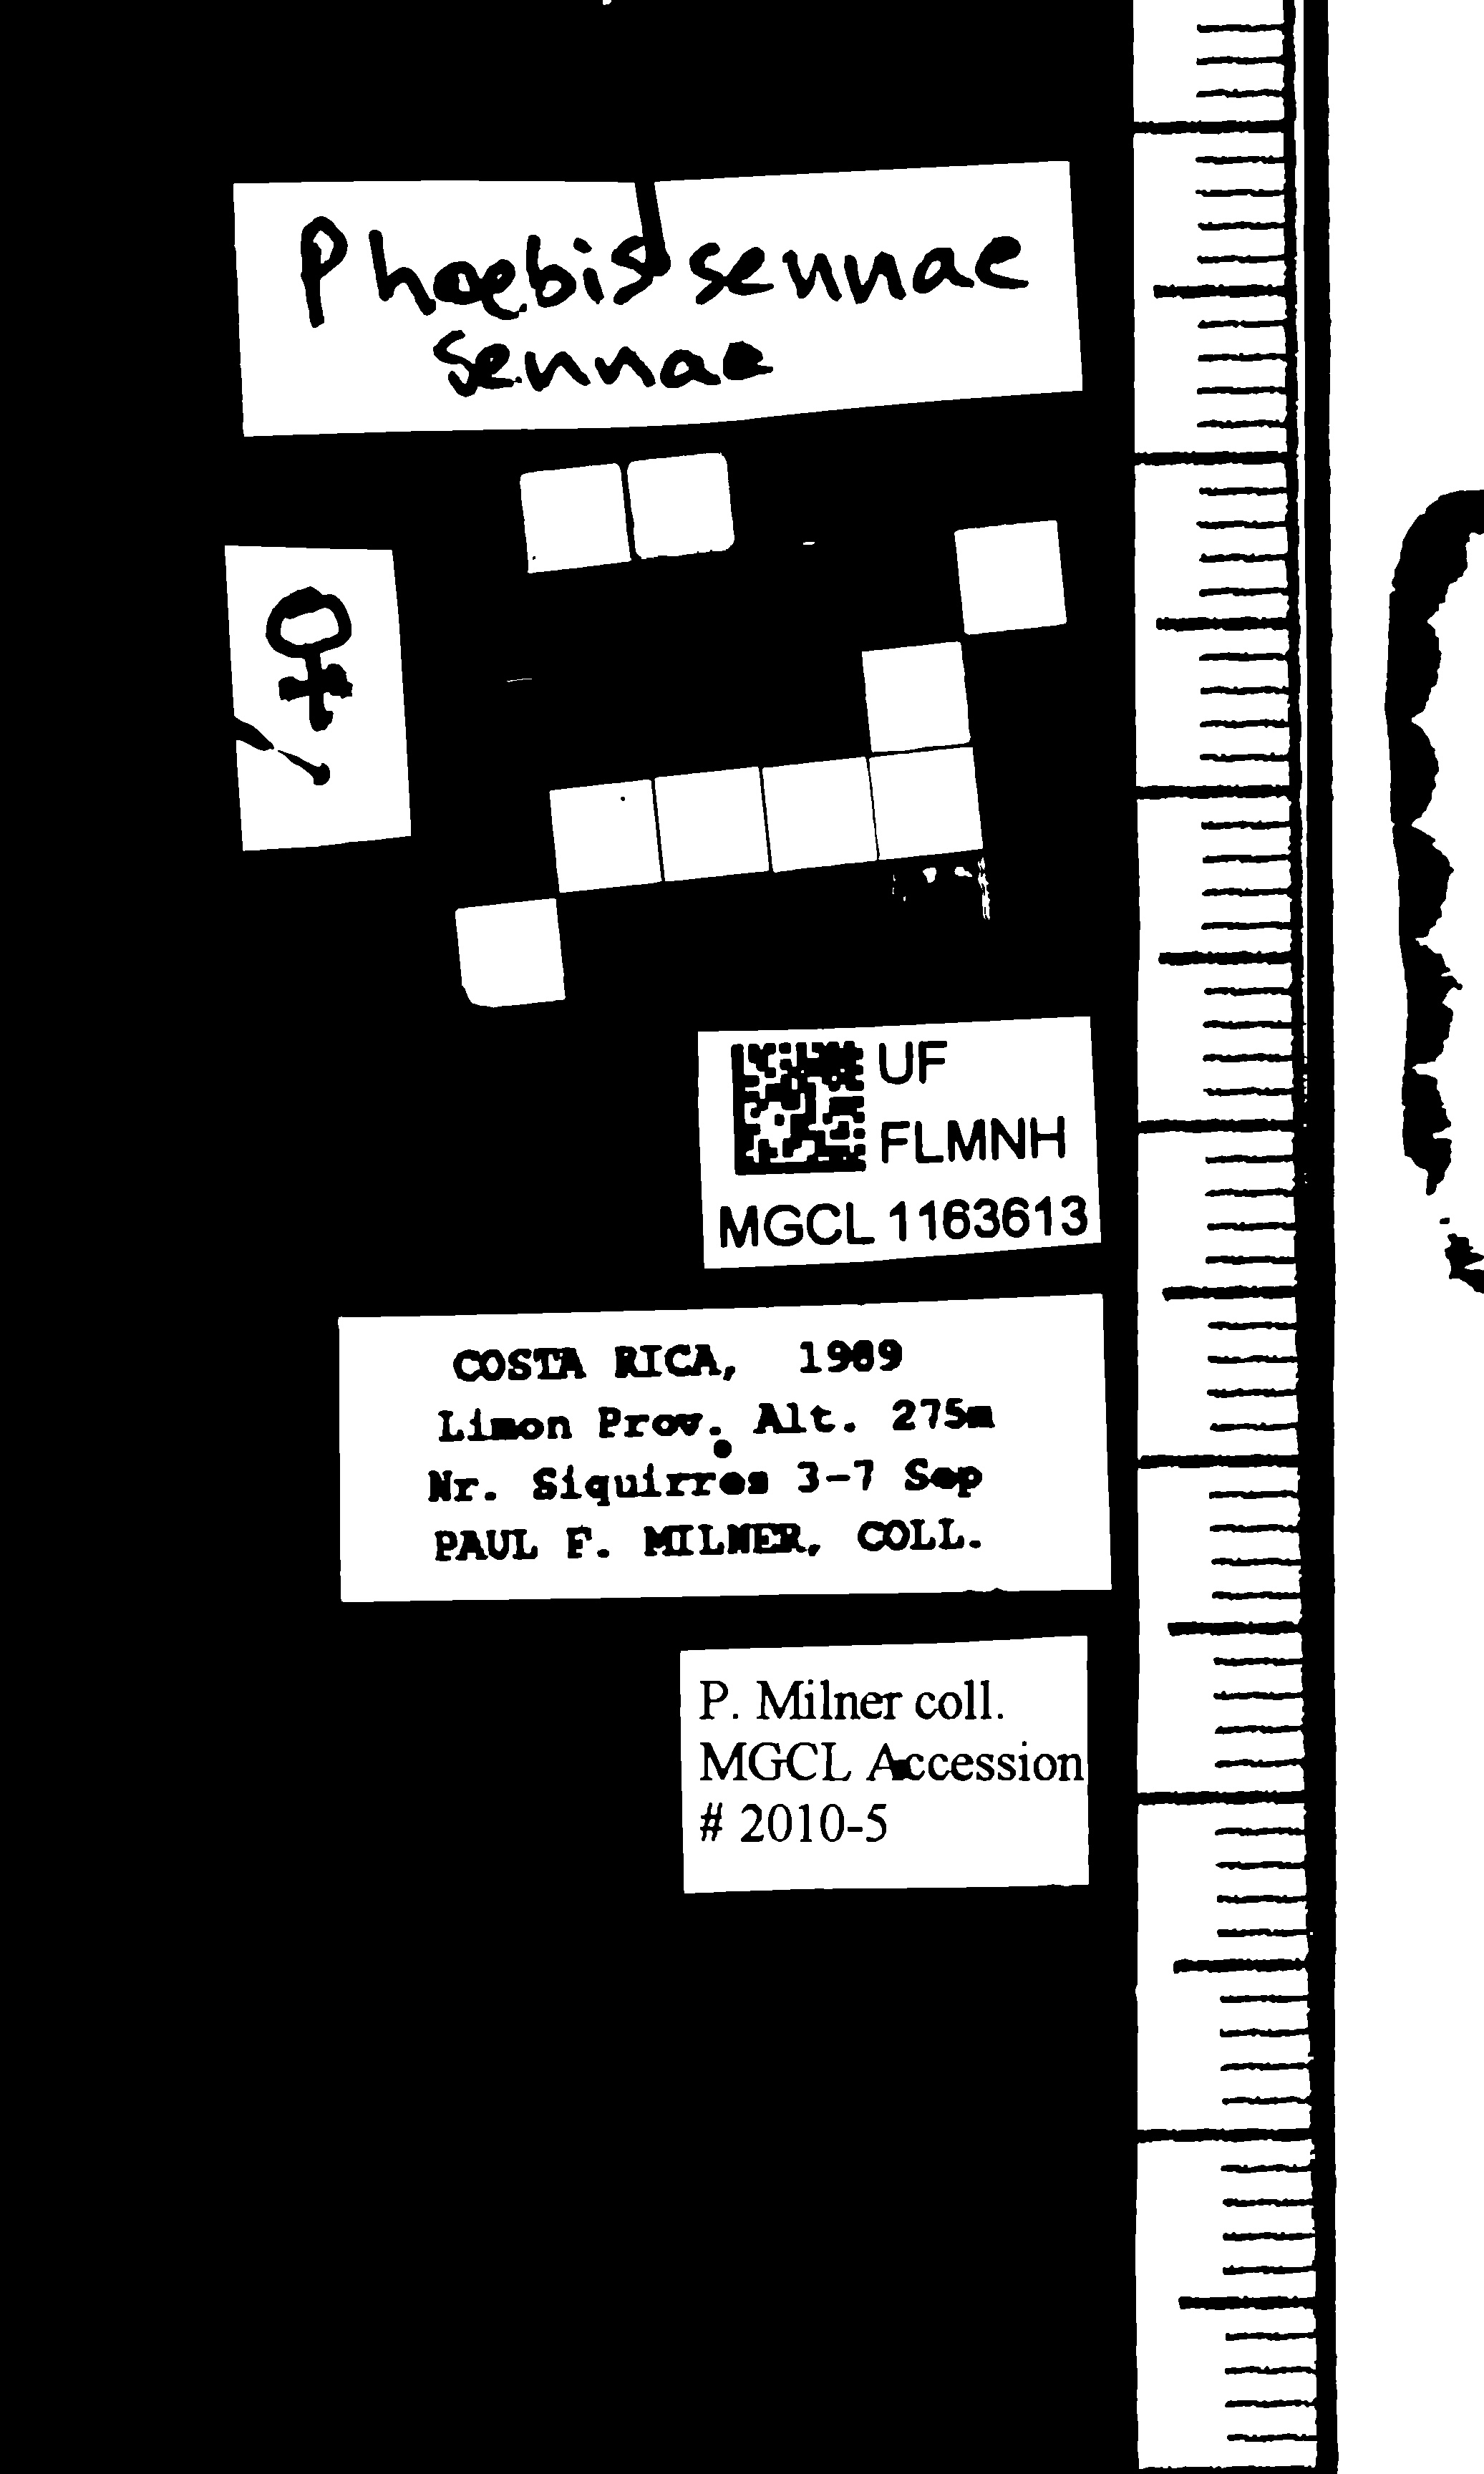 Phoebis sennae
sennae
♀
UF
FLMNH
MGCL 1163613
COSTA RICA, 1989
Limon Prov. Alt. 275m
Nr. Siquirres 3-7 Sep
PAUL F. MILNER, COLL.
P. Milner coll.
MGCL Accession
# 2010-5